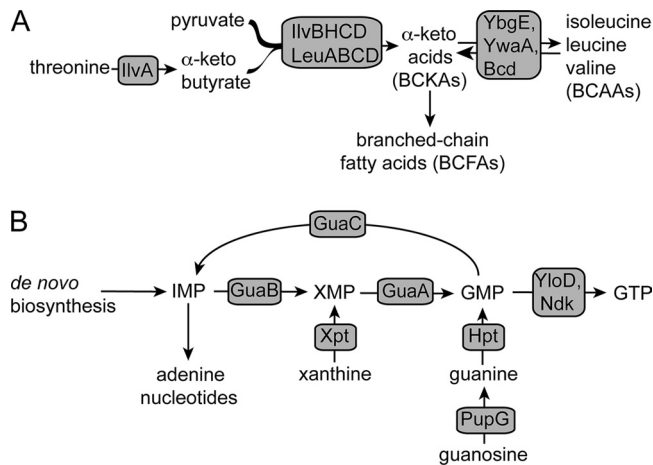 A
pyruvate
IlvBHCD
LeuABCD
threonine
IlvA
α-keto
butyrate
α-keto
acids
(BCKAs)
YbgE,
YwaA,
Bcd
isoleucine
leucine
valine
(BCAAs)
branched-chain
fatty acids (BCFAs)
B
GuaC
de novo
biosynthesis
IMP
GuaB
XMP
GuaA
GMP
YloD,
Ndk
GTP
Xpt
Hpt
adenine
nucleotides
xanthine
guanine
PupG
guanosine